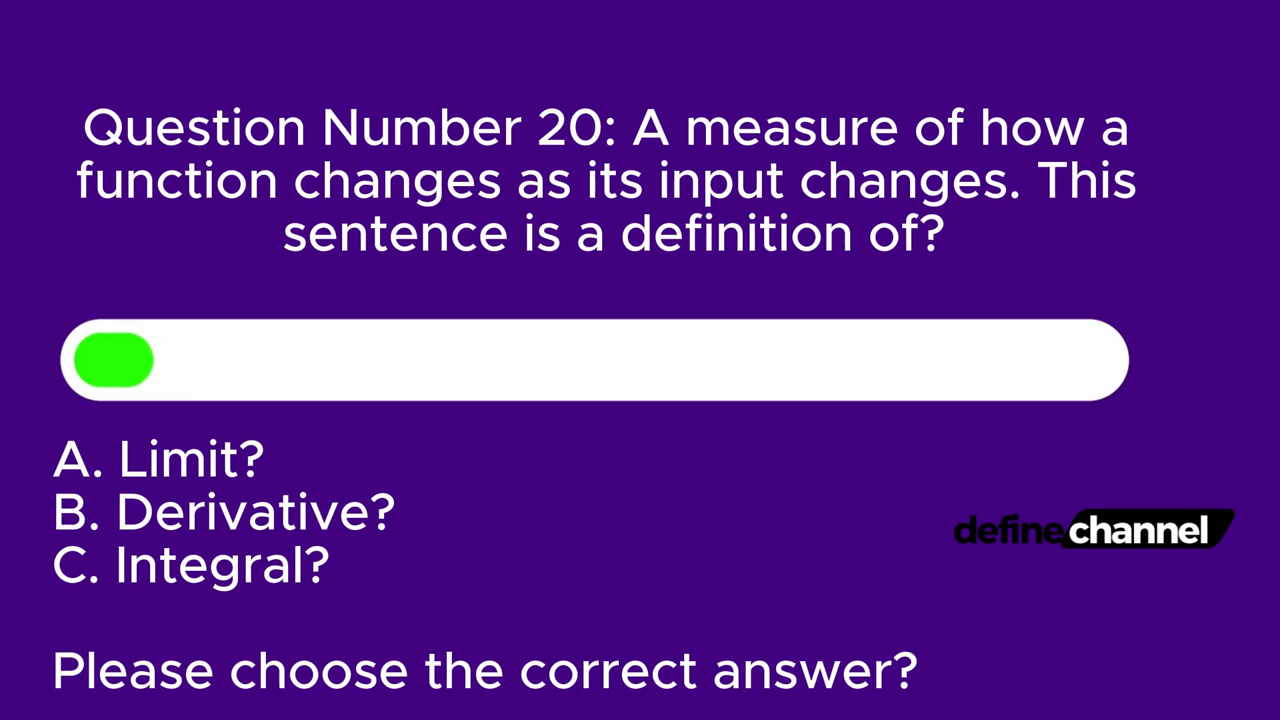 Question Number 20: A measure of how a
function changes as its input changes. This
sentence is a definition of?
A. Limit?
B. Derivative?
C. Integral?
definechannel
Please choose the correct answer?